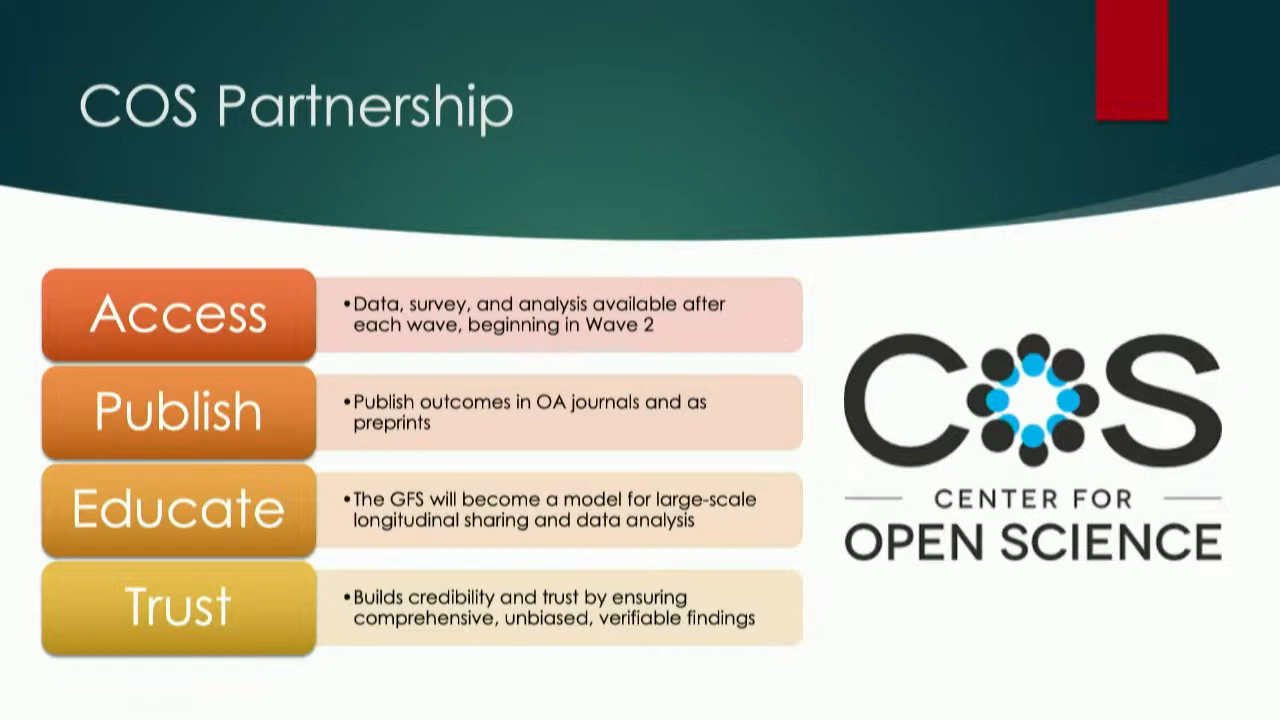 COS Partnership
Access
•Data, survey, and analysis available after
each wave, beginning in Wave 2
Publish
•Publish outcomes in OA journals and as
preprints
Educate
•The GFS will become a model for large-scale
longitudinal sharing and data analysis
Trust
•Builds credibility and trust by ensuring
comprehensive, unbiased, verifiable findings
COS
CENTER FOR
OPEN SCIENCE